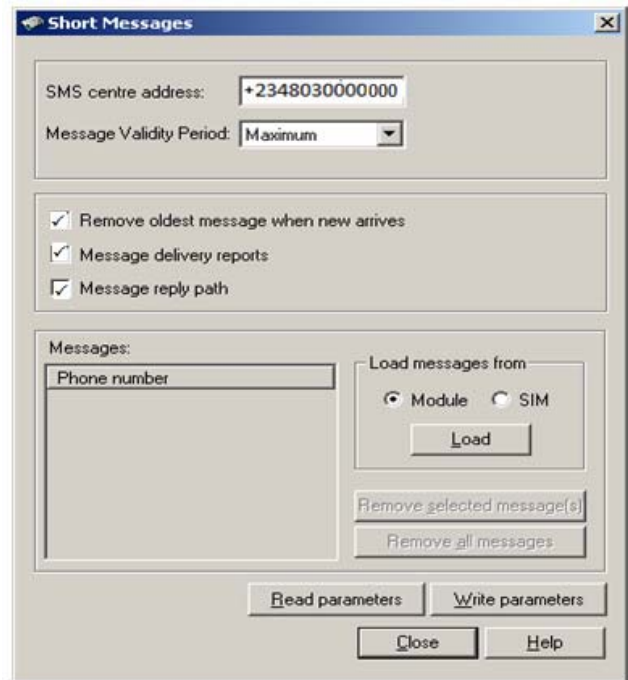 Short Messages
SMS centre address: +2348030000000
Message Validity Period: Maximum
Remove oldest message when new arrives
Message delivery reports
Message reply path
Messages:
Phone number
Load messages from
Module SIM
Load
Remove selected message(s)
Remove all messages
Read parameters Write parameters
Close Help